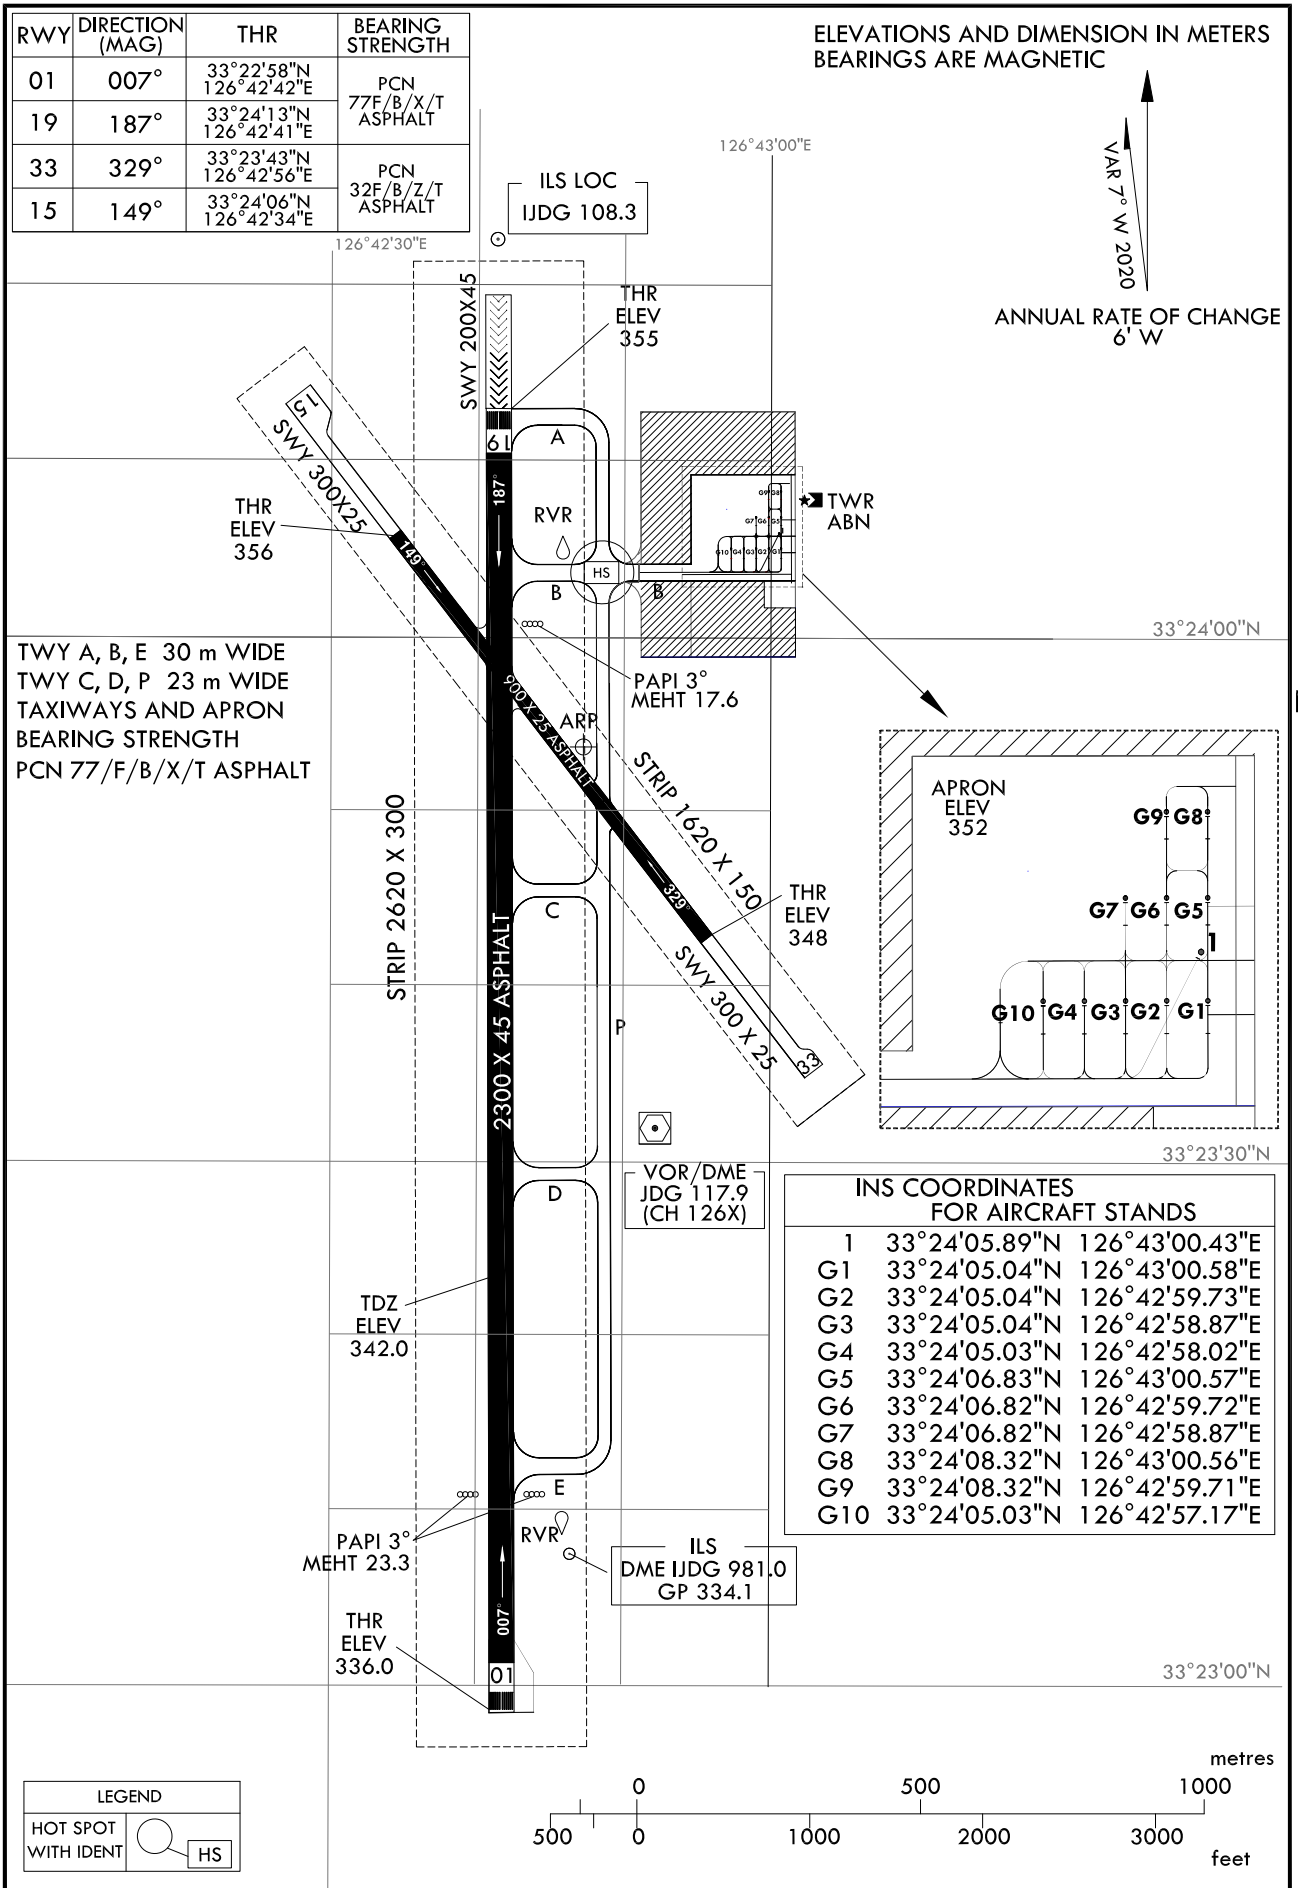 RWY DIRECTION (MAG) THR BEARING STRENGTH
01 007° 33°22'58"N 126°42'42"E PCN 77F/B/X/T ASPHALT
19 187° 33°24'13"N 126°42'41"E
33 329° 33°23'43"N 126°42'56"E PCN 32F/B/Z/T ASPHALT
15 149° 33°24'06"N 126°42'34"E
ELEVATIONS AND DIMENSION IN METERS
BEARINGS ARE MAGNETIC
VAR 7° W 2020
ANNUAL RATE OF CHANGE
6' W
126°43'00"E
126°42'30"E
ILS LOC
IJDG 108.3
SWY 200X45
THR
ELEV
355
15
SWY 300X25
19
187°
A
THR
ELEV
356
149°
RVR
HS
B
B
G9 G8
G7 G6 G5
G10 G4 G3 G2 G1
TWR
ABN
33°24'00"N
TWY A, B, E 30 m WIDE
TWY C, D, P 23 m WIDE
TAXIWAYS AND APRON
BEARING STRENGTH
PCN 77/F/B/X/T ASPHALT
PAPI 3°
MEHT 17.6
900 X 25 ASPHALT
ARP
STRIP 1620 X 150
STRIP 2620 X 300
2300 X 45 ASPHALT
C
329°
THR
ELEV
348
SWY 300 X 25
33
P
APRON
ELEV
352
G9 G8
G7 G6 G5
1
G10 G4 G3 G2 G1
33°23'30"N
VOR/DME
JDG 117.9
(CH 126X)
D
TDZ
ELEV
342.0
INS COORDINATES
FOR AIRCRAFT STANDS
1 33°24'05.89"N 126°43'00.43"E
G1 33°24'05.04"N 126°43'00.58"E
G2 33°24'05.04"N 126°42'59.73"E
G3 33°24'05.04"N 126°42'58.87"E
G4 33°24'05.03"N 126°42'58.02"E
G5 33°24'06.83"N 126°43'00.57"E
G6 33°24'06.82"N 126°42'59.72"E
G7 33°24'06.82"N 126°42'58.87"E
G8 33°24'08.32"N 126°43'00.56"E
G9 33°24'08.32"N 126°42'59.71"E
G10 33°24'05.03"N 126°42'57.17"E
E
PAPI 3°
MEHT 23.3
RVR
ILS
DME IJDG 981.0
GP 334.1
007°
THR
ELEV
336.0
01
33°23'00"N
LEGEND
HOT SPOT
WITH IDENT
HS
metres
0 500 1000
500 0 1000 2000 3000
feet